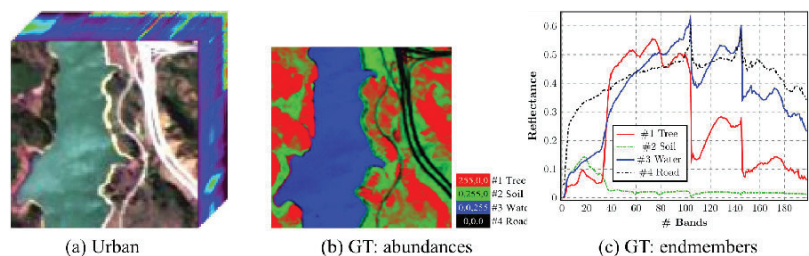 255,0,0 #1 Tree
0,255,0 #2 Soil
0,0,255 #3 Wate
0,0,0 #4 Road
Reflectance
0.6
0.5
0.4
0.3
0.2
0.1
0
#1 Tree
#2 Soil
#3 Water
#4 Road
0 20 40 60 80 100 120 140 160 180
# Bands
(a) Urban
(b) GT: abundances
(c) GT: endmembers